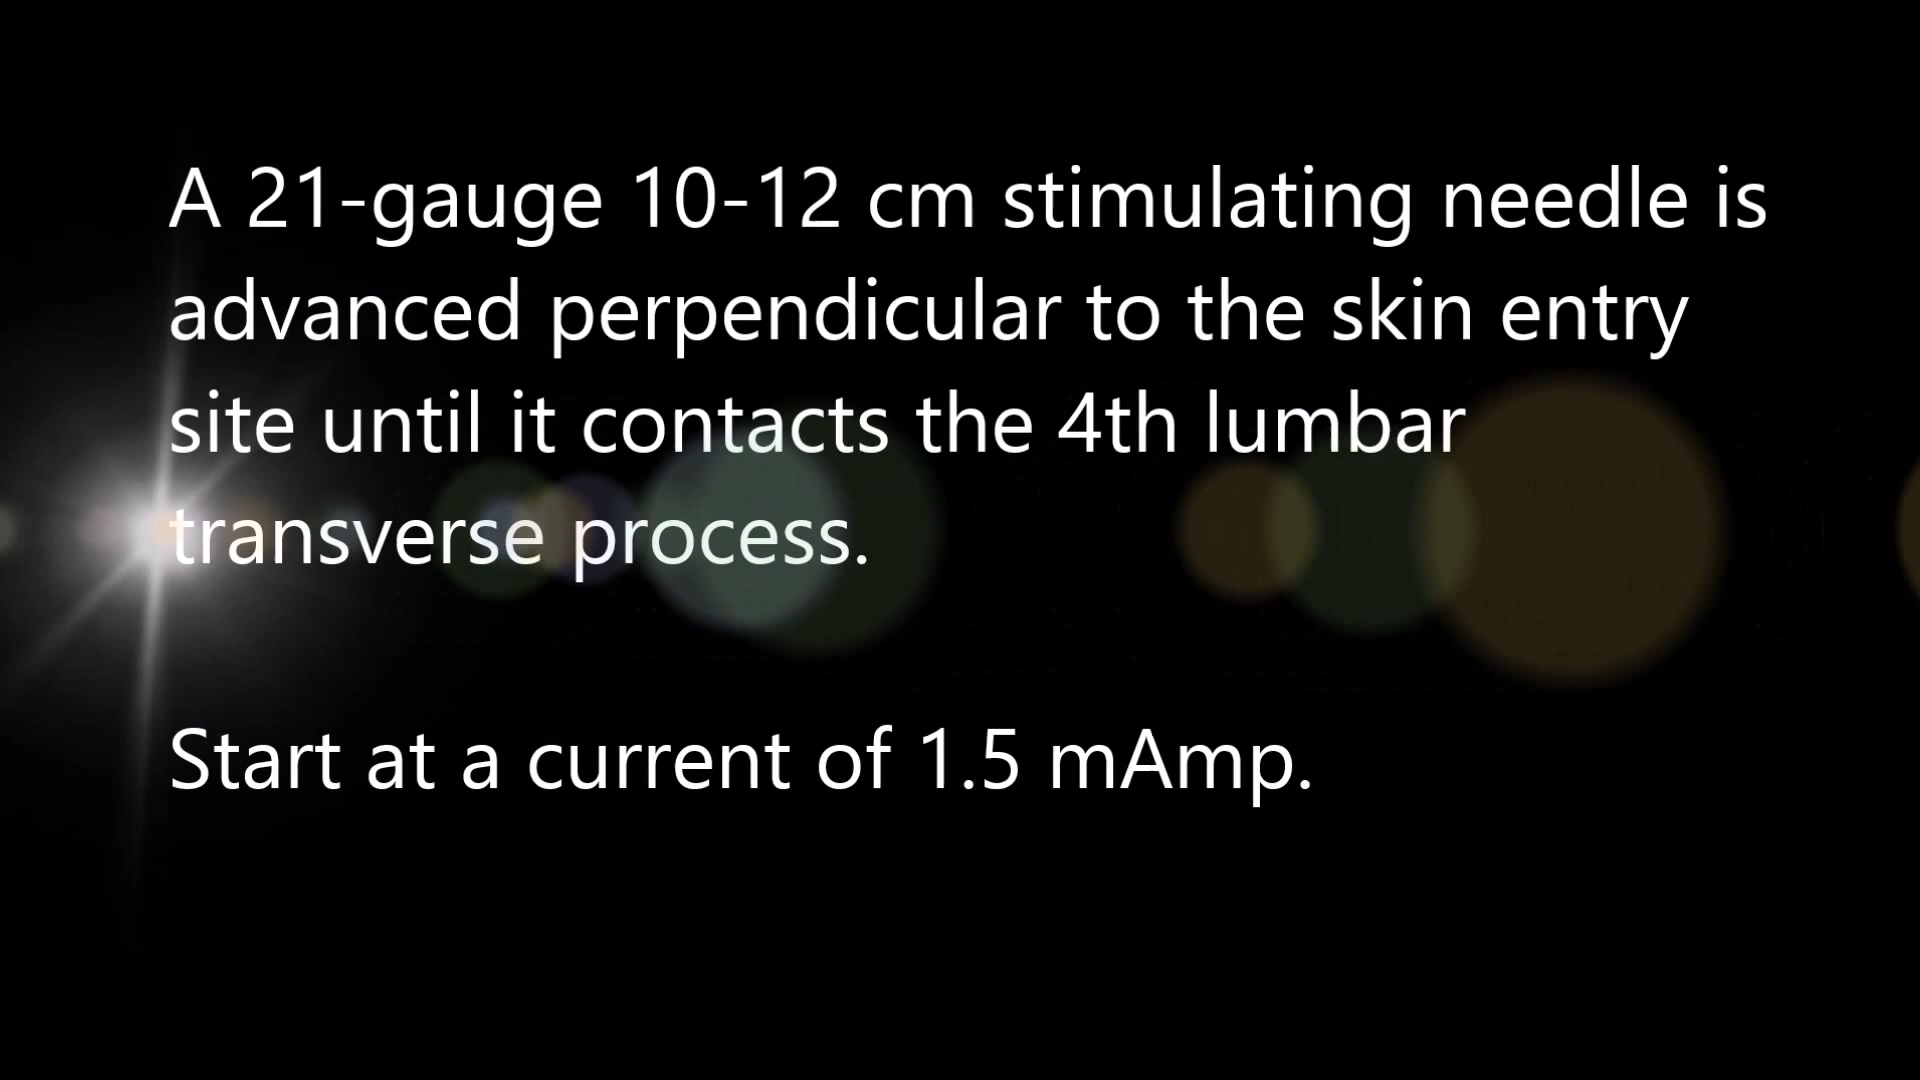 A 21-gauge 10-12 cm stimulating needle is
advanced perpendicular to the skin entry
site until it contacts the 4th lumbar
transverse process.
Start at a current of 1.5 mAmp.